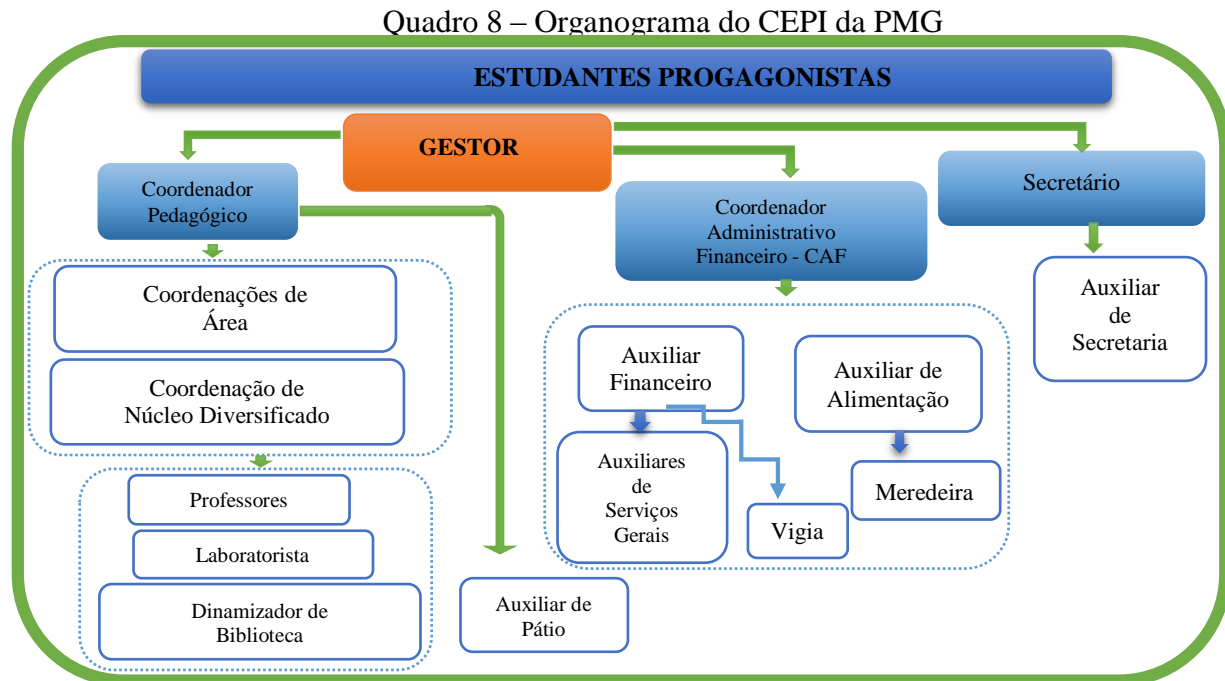 Quadro 8 – Organograma do CEPI da PMG
ESTUDANTES PROGAGONISTAS
GESTOR
Coordenador
Pedagógico
Coordenador
Administrativo
Financeiro - CAF
Secretário
Coordenações de
Área
Coordenação de
Núcleo Diversificado
Professores
Laboratorista
Dinamizador de
Biblioteca
Auxiliar de
Pátio
Auxiliar
Financeiro
Auxiliares
de
Serviços
Gerais
Vigia
Auxiliar de
Alimentação
Meredeira
Auxiliar
de
Secretaria